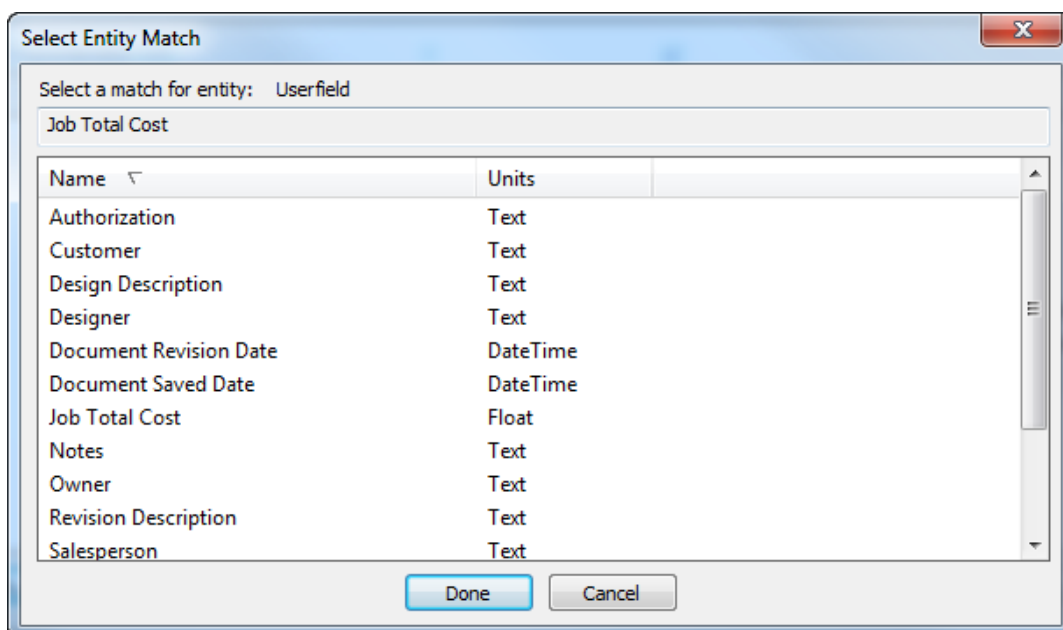 Select Entity Match
Select a match for entity: Userfield
Job Total Cost
Name Units
Authorization Text
Customer Text
Design Description Text
Designer Text
Document Revision Date DateTime
Document Saved Date DateTime
Job Total Cost Float
Notes Text
Owner Text
Revision Description Text
Salesperson Text
Done Cancel